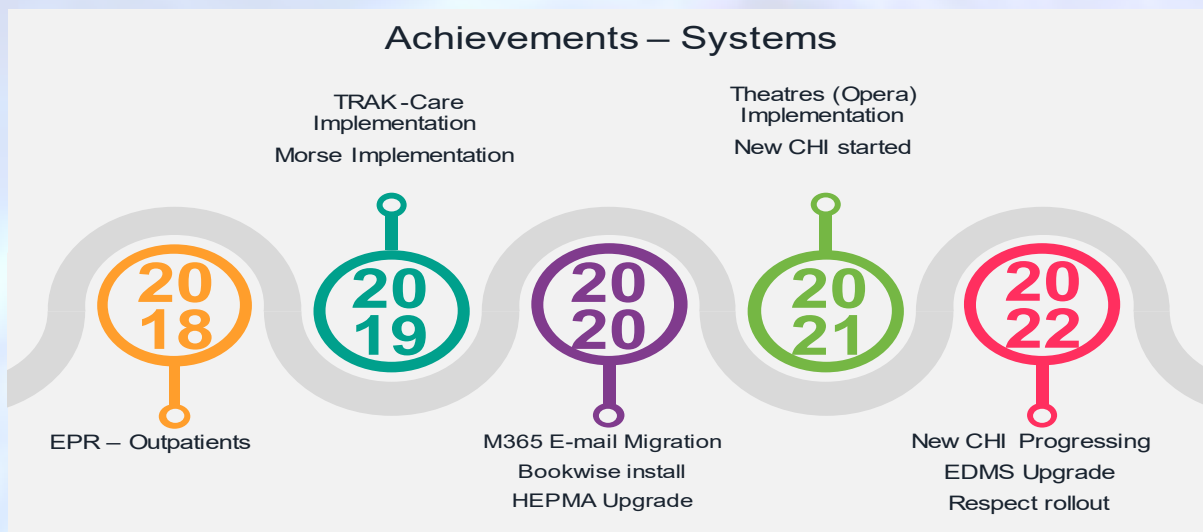 Achievements – Systems
TRAK-Care
Implementation
Morse Implementation
Theatres (Opera)
Implementation
New CHI started
20
18
20
19
20
20
20
21
20
22
EPR – Outpatients
M365 E-mail Migration
Bookwise install
HEPMA Upgrade
New CHI Progressing
EDMS Upgrade
Respect rollout